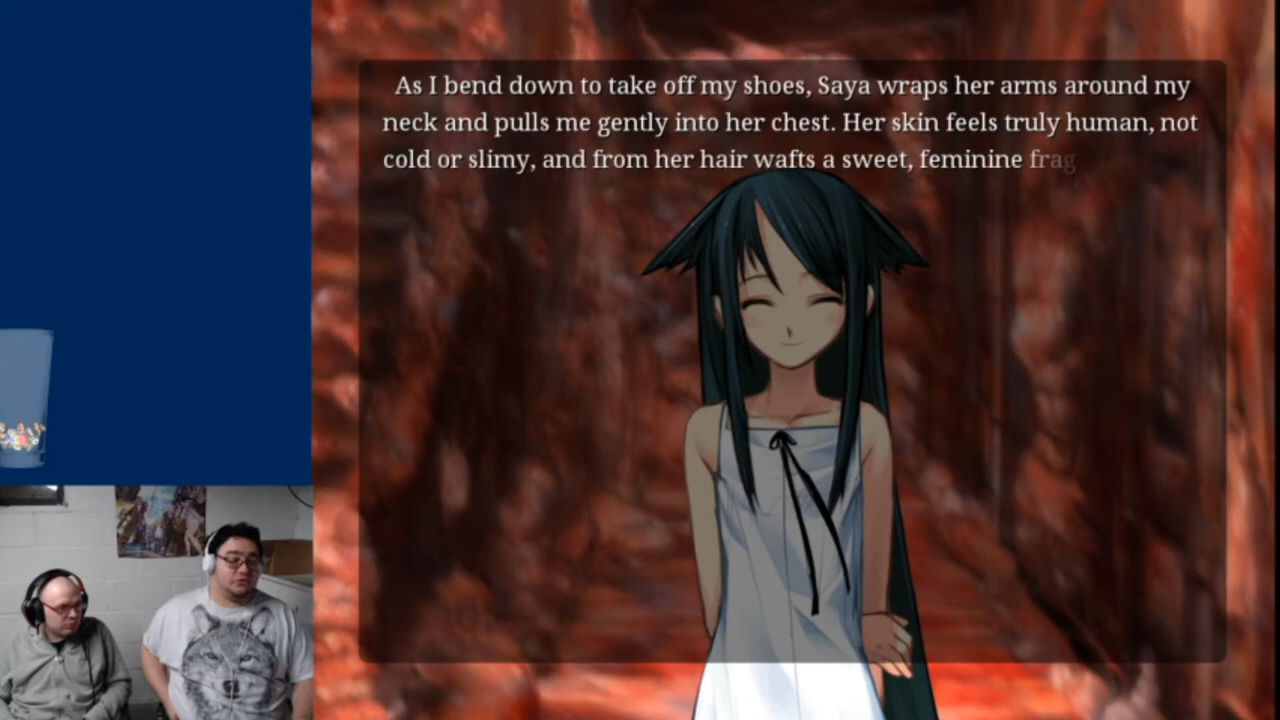 As I bend down to take off my shoes, Saya wraps her arms around my
neck and pulls me gently into her chest. Her skin feels truly human, not
cold or slimy, and from her hair wafts a sweet, feminine frag